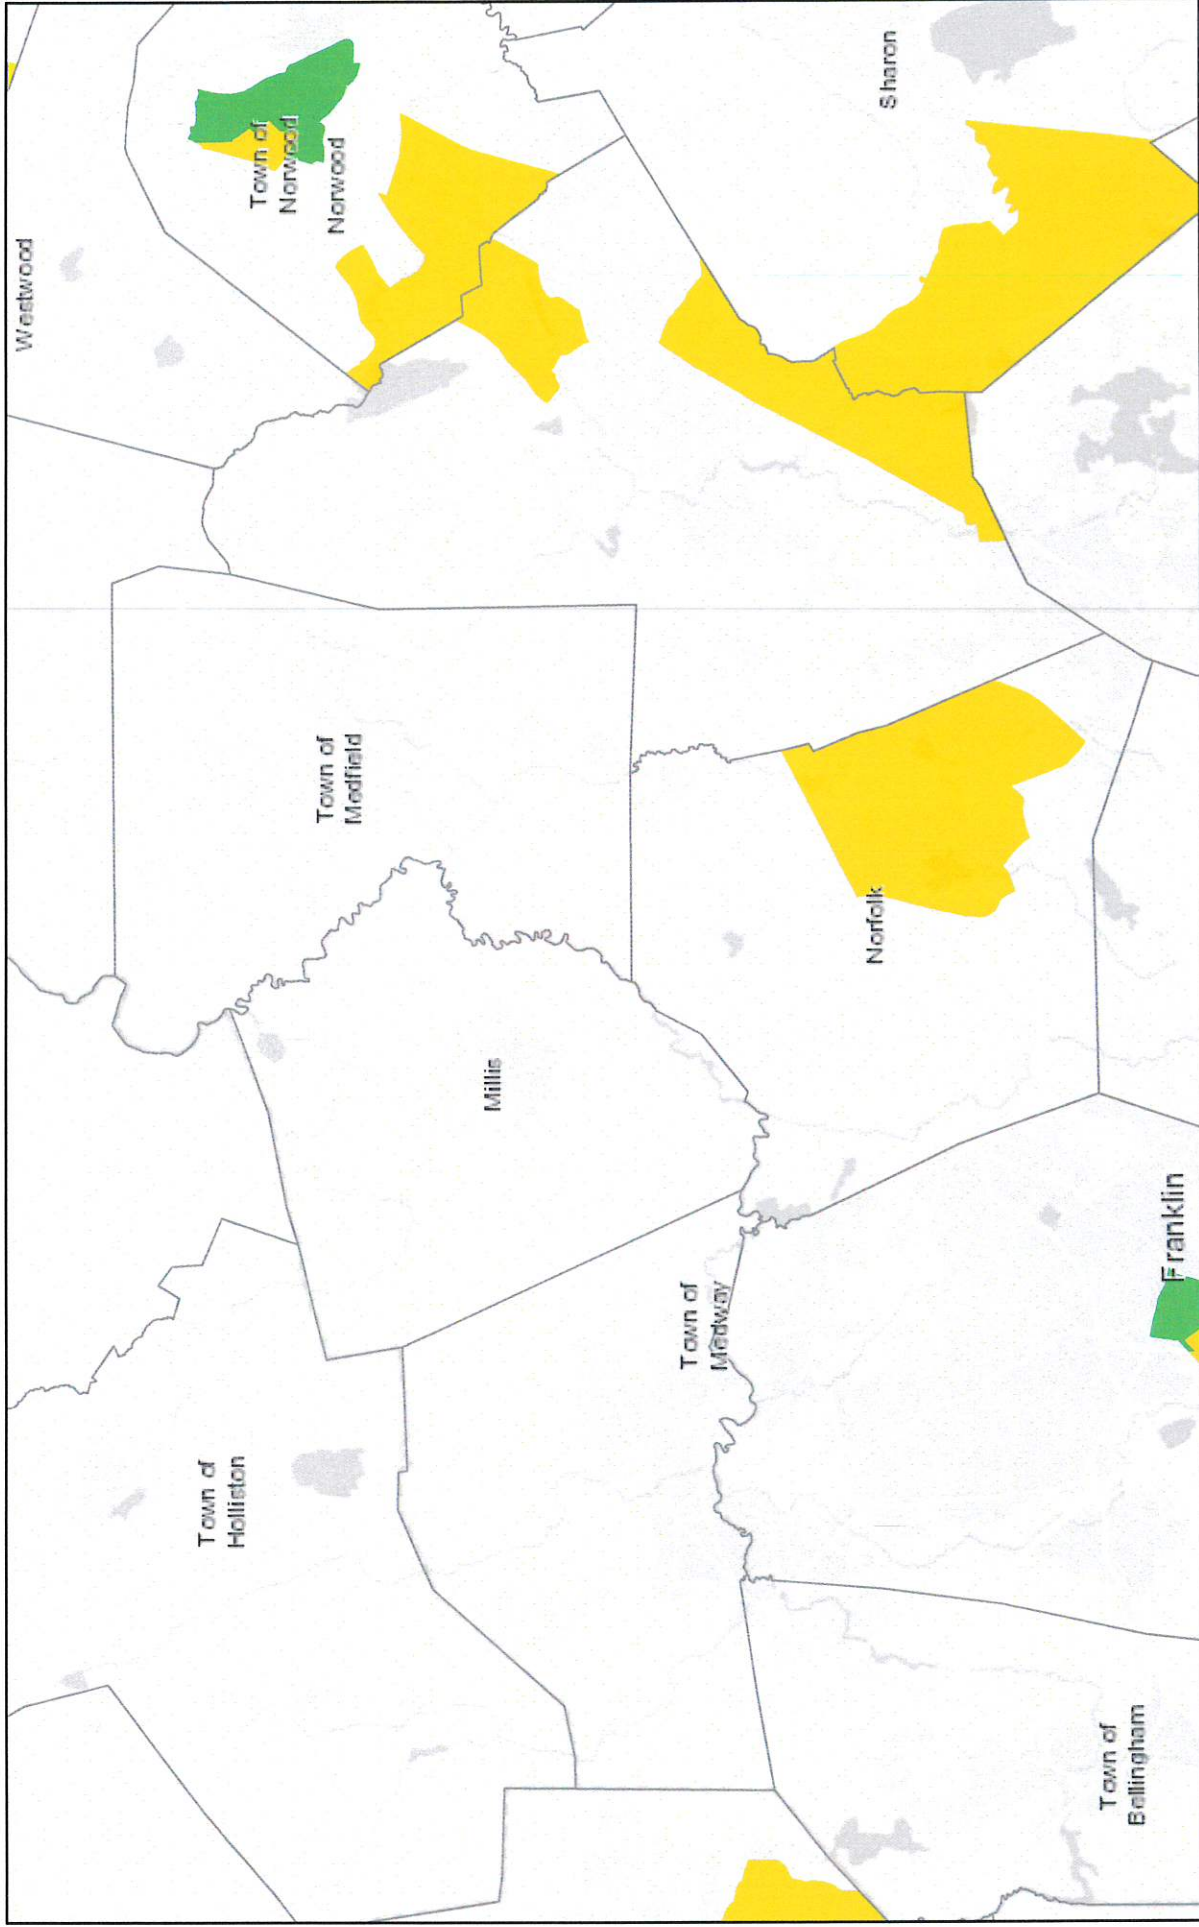 Westwood
Town of
Norwood
Norwood
Sharon
Town of
Medfield
Norfolk
Millis
Town of
Medway
Franklin
Town of
Holliston
Town of
Bellingham